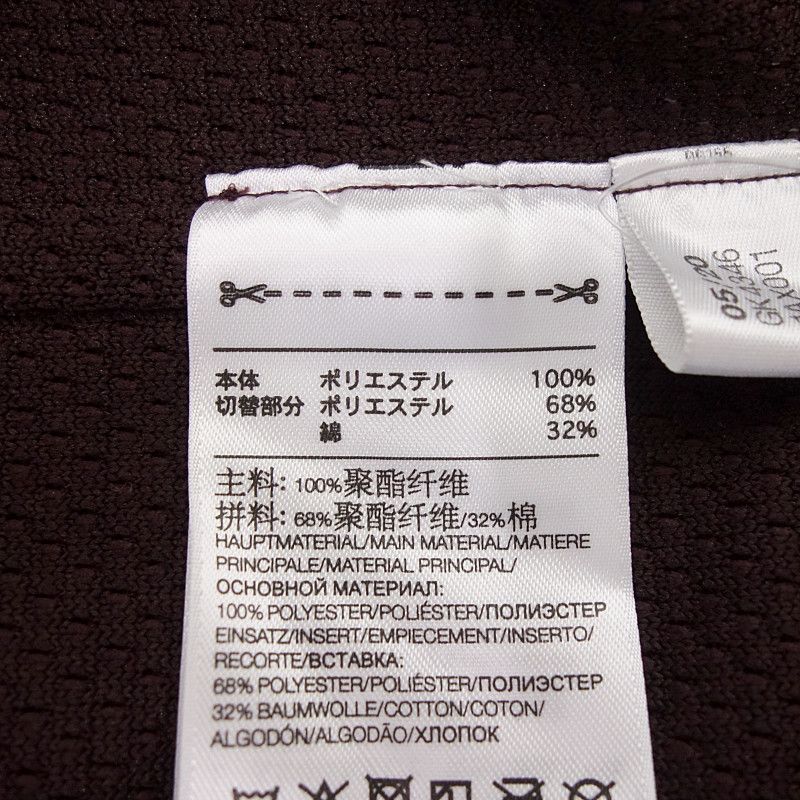 本体 ポリエステル 100%
切替部分 ポリエステル 68%
綿 32%
主料: 100%聚酯纤维
拼料: 68%聚酯纤维/32%棉
HAUPTMATERIAL/MAIN MATERIAL/MATIERE
PRINCIPALE/MATERIAL PRINCIPAL/
ОСНОВНОЙ МАТЕРИАЛ:
100% POLYESTER/POLIÉSTER/ПОЛИЭСТЕР
EINSATZ/INSERT/EMPIECEMENT/INSERTO/
RECORTE/ВСТАВКА:
68% POLYESTER/POLIÉSTER/ПОЛИЭСТЕР
32% BAUMWOLLE/COTTON/COTON/
ALGODÓN/ALGODÃO/ХЛОПОК
05/20